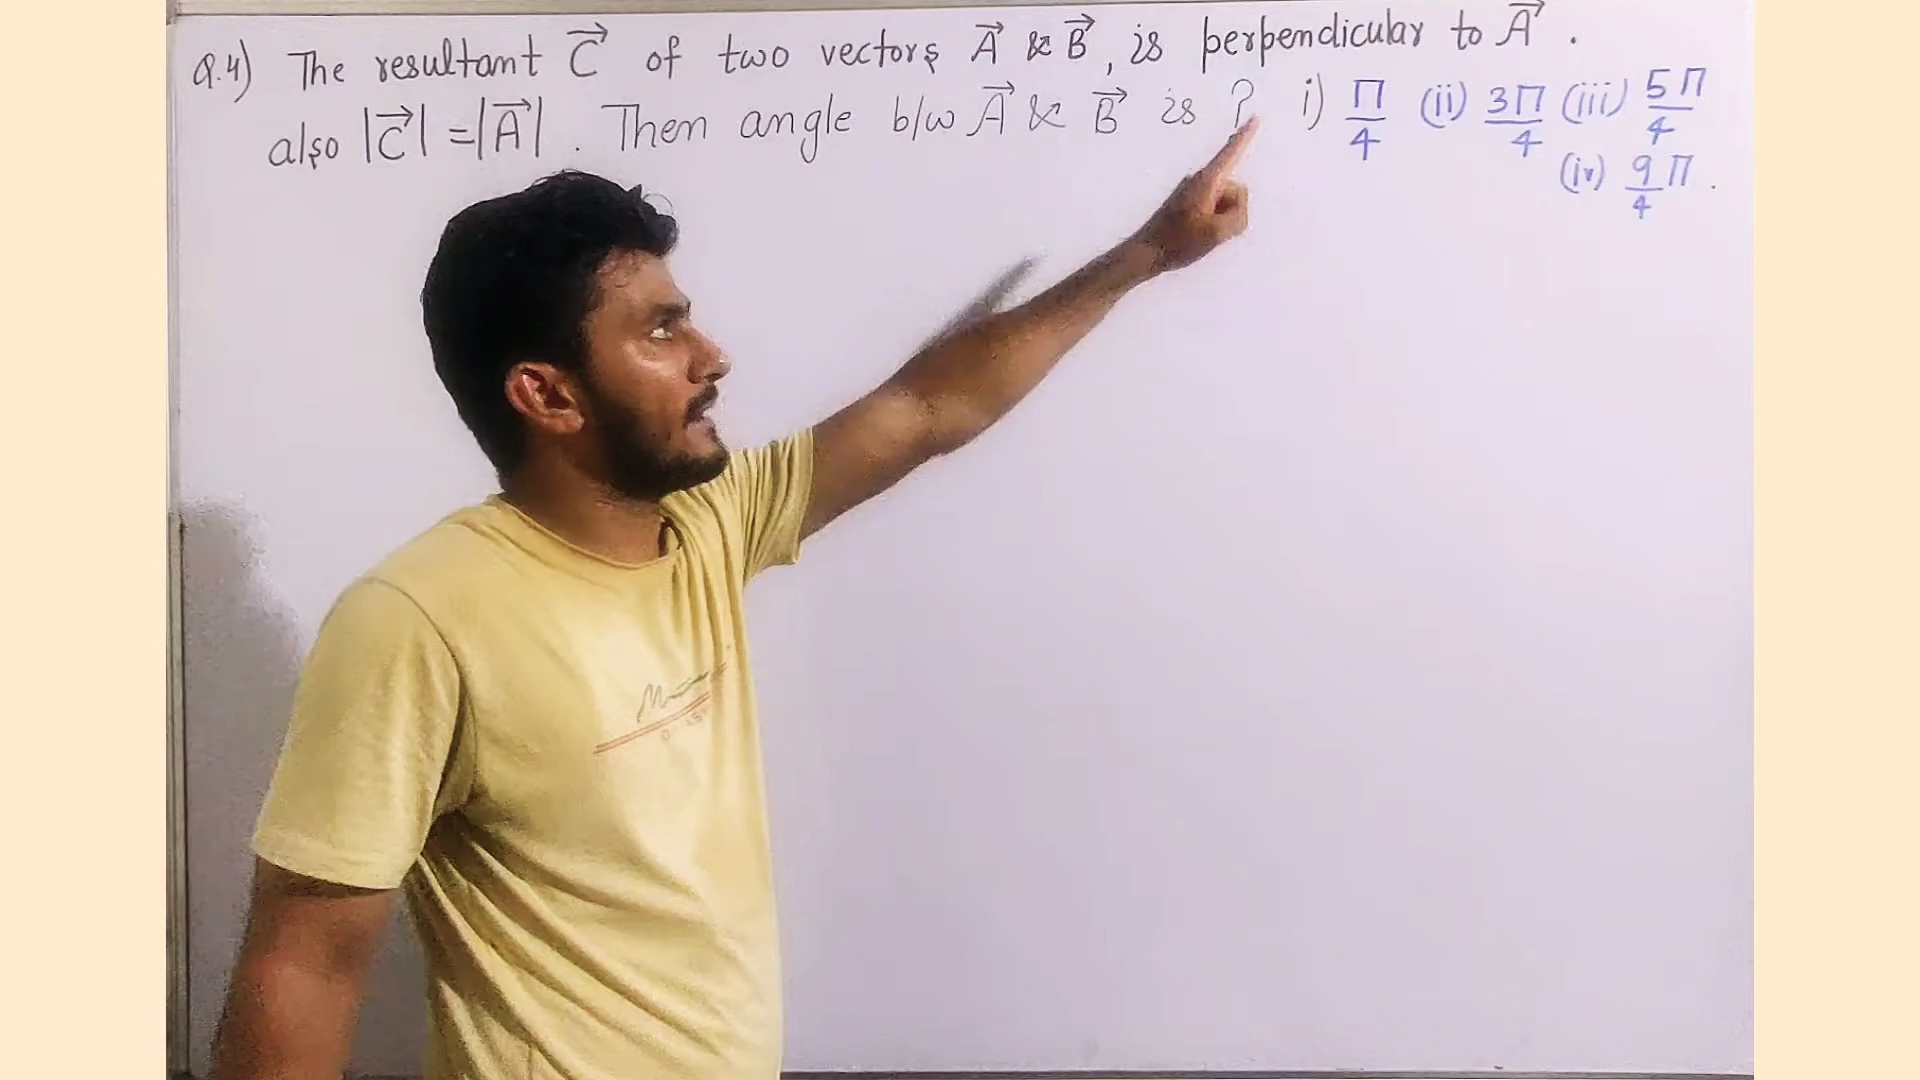 Q.4) The resultant C⃗ of two vectors A⃗ & B⃗, is perpendicular to A⃗.
also |C⃗| = |A⃗|. Then angle b/w A⃗ & B⃗ is ? i) π/4 (ii) 3π/4 (iii) 5π/4
(iv) 9/4 π.